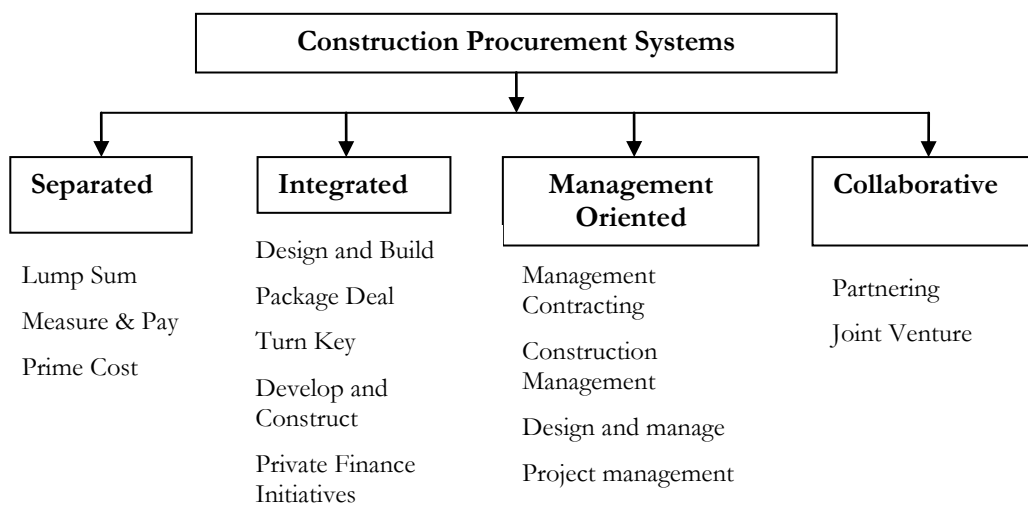 Construction Procurement Systems
Separated
Lump Sum
Measure & Pay
Prime Cost
Integrated
Design and Build
Package Deal
Turn Key
Develop and
Construct
Private Finance
Initiatives
Management
Oriented
Management
Contracting
Construction
Management
Design and manage
Project management
Collaborative
Partnering
Joint Venture